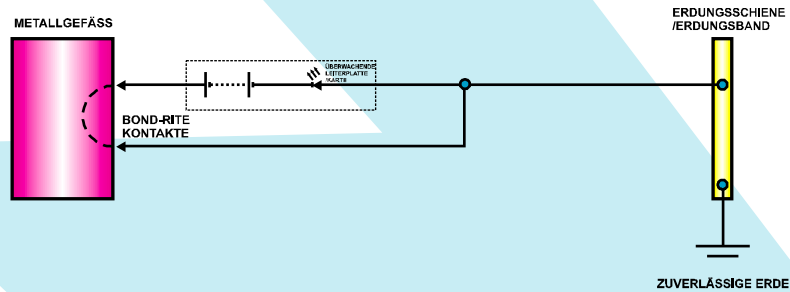 METALLGEFÄSS
ERDUNGSSCHIENE
/ERDUNGSBAND
ÜBERWACHENDE
LEITERPLATTE
KARTE
BOND-RITE
KONTAKTE
ZUVERLÄSSIGE ERDE